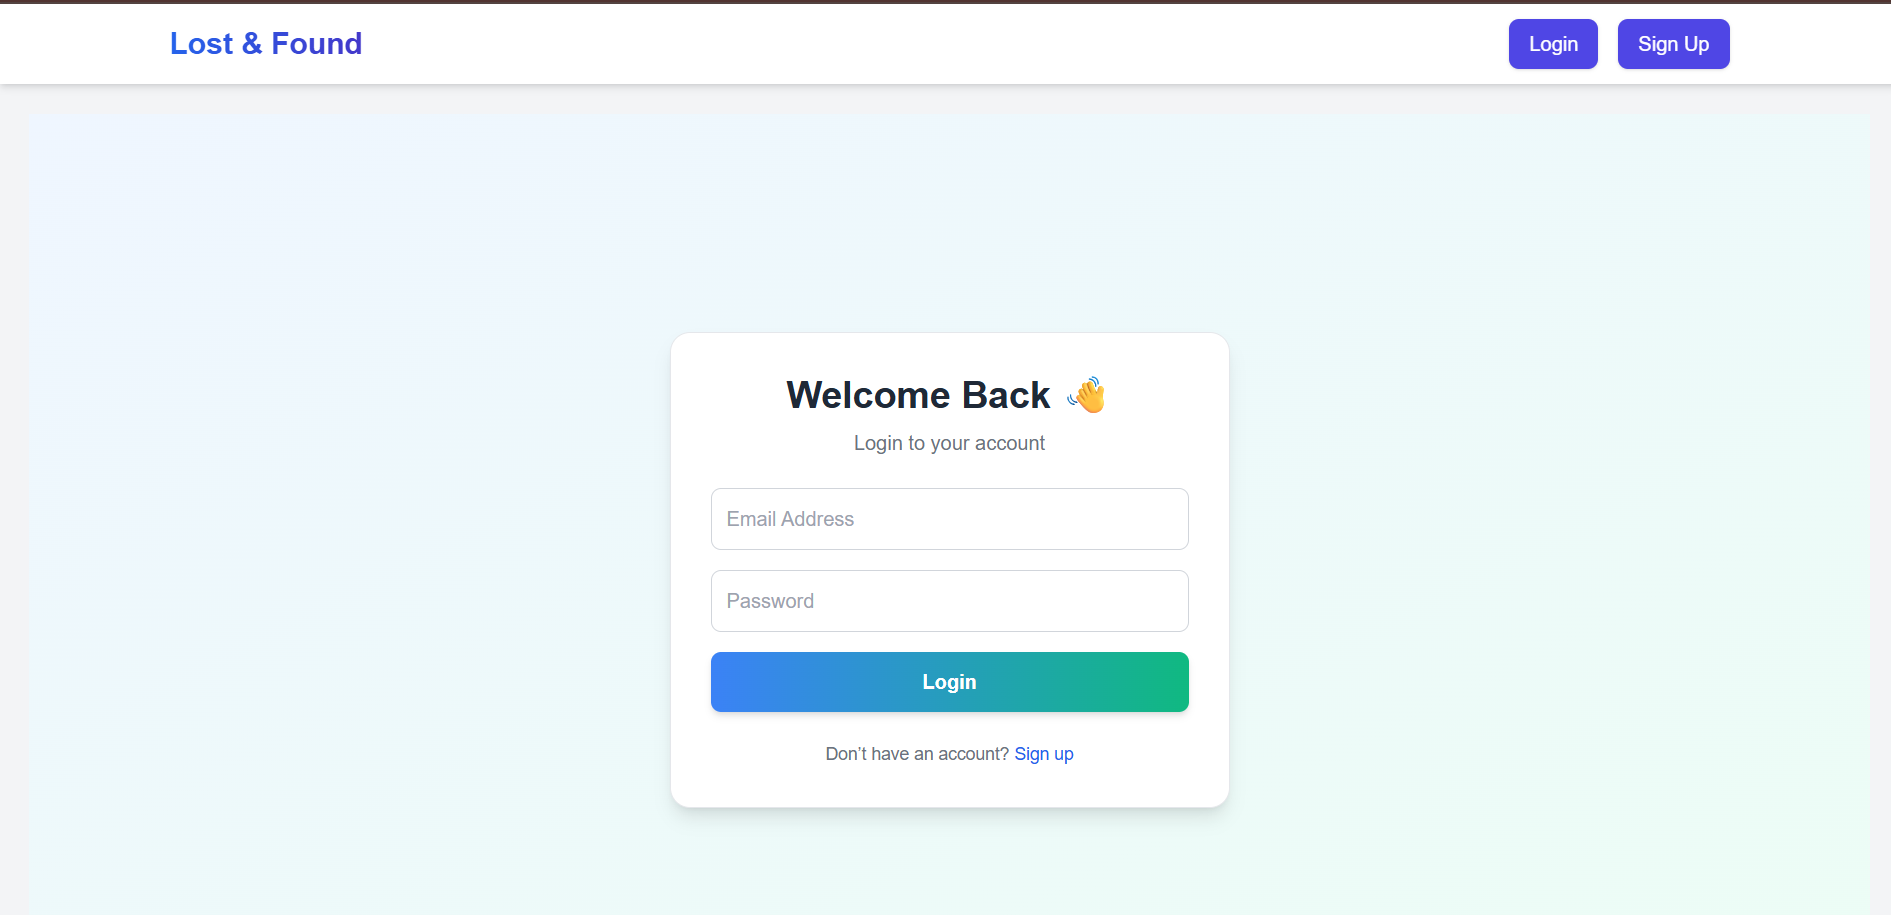 Lost & Found
Login
Sign Up
Welcome Back 👋
Login to your account
Email Address
Password
Login
Don’t have an account? Sign up